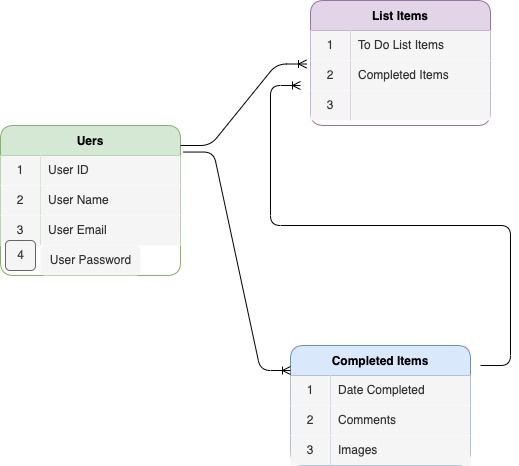 List Items
1 To Do List Items
2 Completed Items
3
Uers
1 User ID
2 User Name
3 User Email
4 User Password
Completed Items
1 Date Completed
2 Comments
3 Images